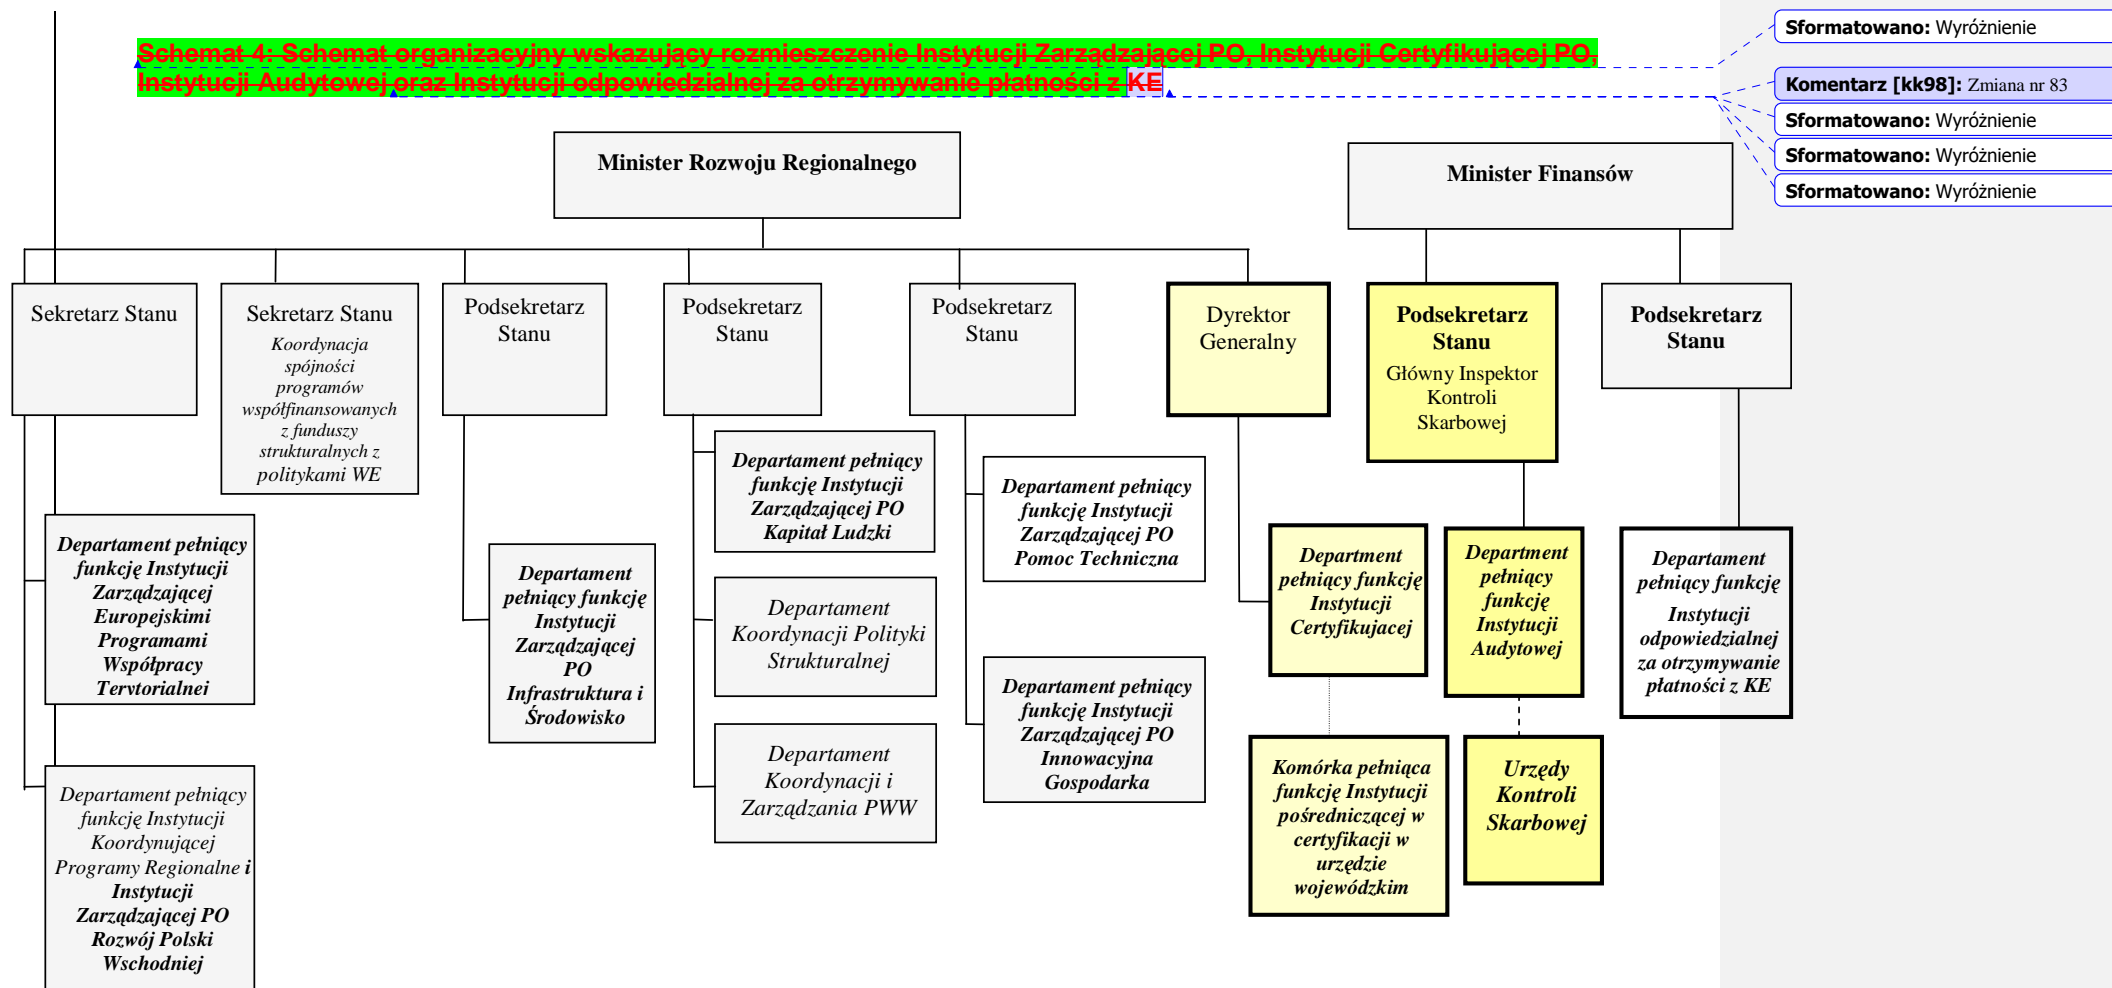 Schemat 4: Schemat organizacyjny wskazujący rozmieszczenie Instytucji Zarządzającej PO, Instytucji Certyfikującej PO,
Instytucji Audytowej oraz Instytucji odpowiedzialnej za otrzymywanie płatności z KE
Sformatowano: Wyróżnienie
Komentarz [kk98]: Zmiana nr 83
Sformatowano: Wyróżnienie
Sformatowano: Wyróżnienie
Sformatowano: Wyróżnienie
Minister Rozwoju Regionalnego
Minister Finansów
Sekretarz Stanu
Sekretarz Stanu
Koordynacja
spójności
programów
współfinansowanych
z funduszy
strukturalnych z
politykami WE
Podsekretarz
Stanu
Podsekretarz
Stanu
Podsekretarz
Stanu
Dyrektor
Generalny
Podsekretarz
Stanu
Główny Inspektor
Kontroli
Skarbowej
Podsekretarz
Stanu
Departament pełniący
funkcję Instytucji
Zarządzającej
Europejskimi
Programami
Współpracy
Terytorialnej
Departament pełniący
funkcję Instytucji
Koordynującej
Programy Regionalne i
Instytucji
Zarządzającej PO
Rozwój Polski
Wschodniej
Departament
pełniący funkcję
Instytucji
Zarządzającej
PO
Infrastruktura i
Środowisko
Departament pełniący
funkcję Instytucji
Zarządzającej PO
Kapitał Ludzki
Departament
Koordynacji Polityki
Strukturalnej
Departament
Koordynacji i
Zarządzania PWW
Departament pełniący
funkcję Instytucji
Zarządzającej PO
Pomoc Techniczna
Departament pełniący
funkcję Instytucji
Zarządzającej PO
Innowacyjna
Gospodarka
Department
pełniący funkcję
Instytucji
Certyfikujacej
Komórka pełniąca
funkcję Instytucji
pośredniczącej w
certyfikacji w
urzędzie
wojewódzkim
Department
pełniący
funkcję
Instytucji
Audytowej
Urzędy
Kontroli
Skarbowej
Departament
pełniący funkcję
Instytucji
odpowiedzialnej
za otrzymywanie
płatności z KE